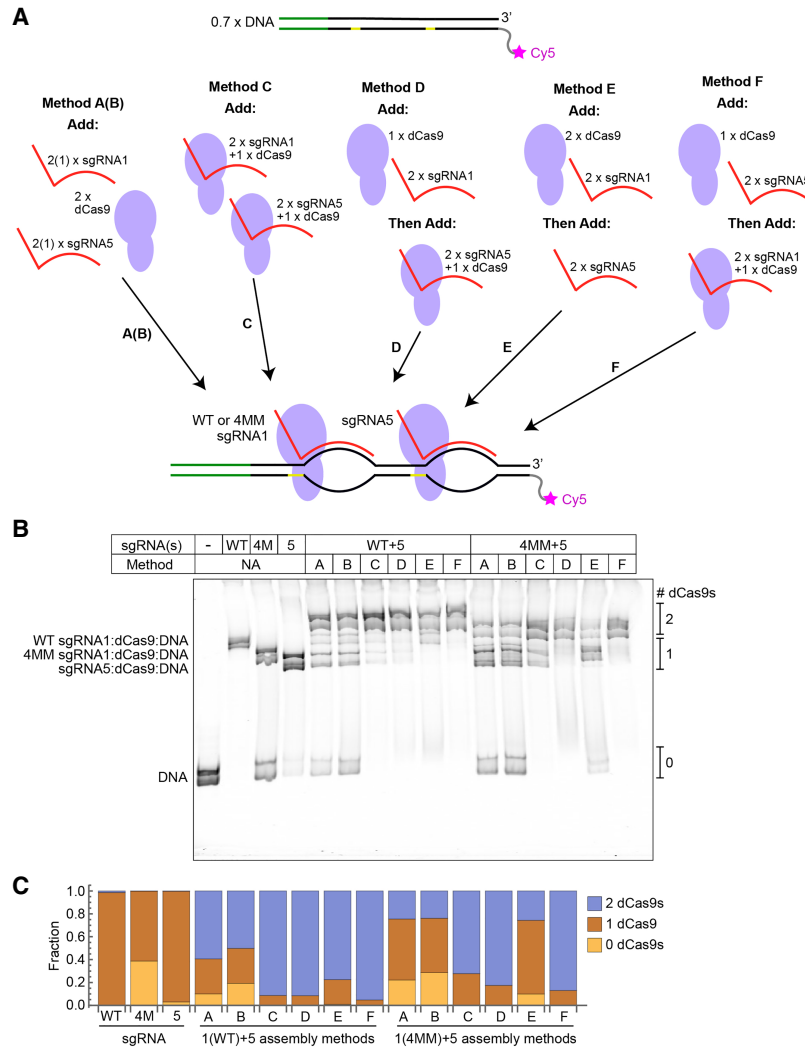 A
0.7 x DNA
3'
Cy5
Method A(B)
Add:
2(1) x sgRNA1
2 x
dCas9
2(1) x sgRNA5
A(B)
Method C
Add:
2 x sgRNA1
+1 x dCas9
2 x sgRNA5
+1 x dCas9
C
Method D
Add:
1 x dCas9
2 x sgRNA1
Then Add:
2 x sgRNA5
+1 x dCas9
D
Method E
Add:
2 x dCas9
2 x sgRNA1
Then Add:
2 x sgRNA5
E
Method F
Add:
1 x dCas9
2 x sgRNA5
Then Add:
2 x sgRNA1
+1 x dCas9
F
WT or 4MM
sgRNA1
sgRNA5
3'
Cy5
B
sgRNA(s) - WT 4M 5 WT+5 4MM+5
Method NA A B C D E F A B C D E F
# dCas9s
2
WT sgRNA1:dCas9:DNA
4MM sgRNA1:dCas9:DNA
1
sgRNA5:dCas9:DNA
0
DNA
C
Fraction
1.0
0.8
0.6
0.4
0.2
0.0
2 dCas9s
1 dCas9
0 dCas9s
WT 4M 5 A B C D E F A B C D E F
sgRNA 1(WT)+5 assembly methods 1(4MM)+5 assembly methods